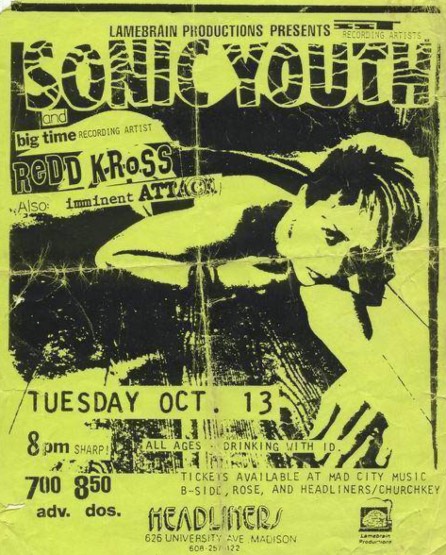 LAMEBRAIN PRODUCTIONS PRESENTS SST RECORDING ARTISTS
SONIC YOUTH
and
big time RECORDING ARTIST
REDD KROSS
Also: imminent ATTACK
TUESDAY OCT. 13
8pm SHARP! ALL AGES - DRINKING WITH ID.
700 850
adv. dos.
TICKETS AVAILABLE AT MAD CITY MUSIC
B-SIDE, ROSE, AND HEADLINERS/CHURCHKEY
HEADLINERS
626 UNIVERSITY AVE. MADISON
Lamebrain
Productions